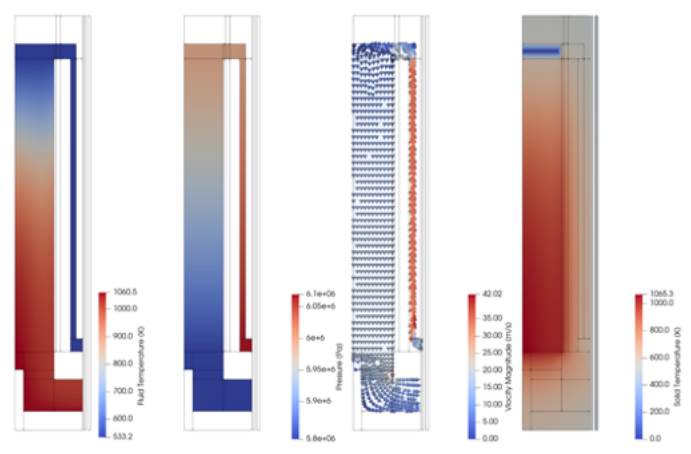 1060.5
1000.0
900.0
800.0
700.0
600.0
533.2
Fluid Temperature (K)
6.1e+06
6.05e+6
6e+6
5.95e+6
5.9e+6
5.8e+06
Pressure (Pa)
42.02
35.00
30.00
25.00
20.00
15.00
10.00
5.00
0.00
Vlocity Magnitude (m/s)
1065.3
1000.0
800.0
600.0
400.0
200.0
0.0
Solid Temperature (K)